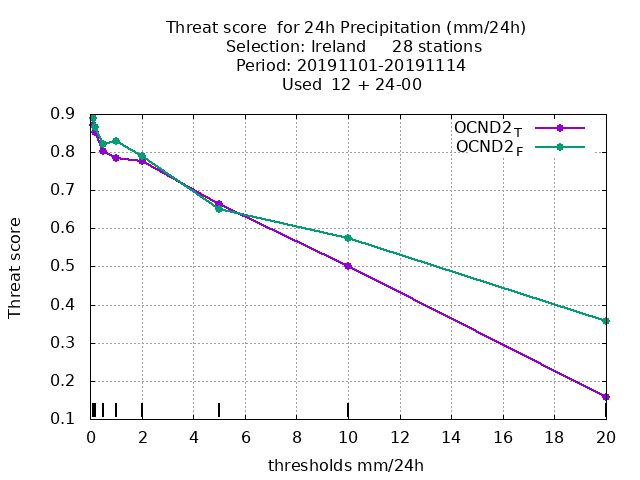 Threat score  for 24h Precipitation (mm/24h)
Selection: Ireland     28 stations
Period: 20191101-20191114
Used  12 + 24-00
OCND2T
OCND2F
Threat score
0.9
0.8
0.7
0.6
0.5
0.4
0.3
0.2
0.1
0 2 4 6 8 10 12 14 16 18 20
thresholds mm/24h